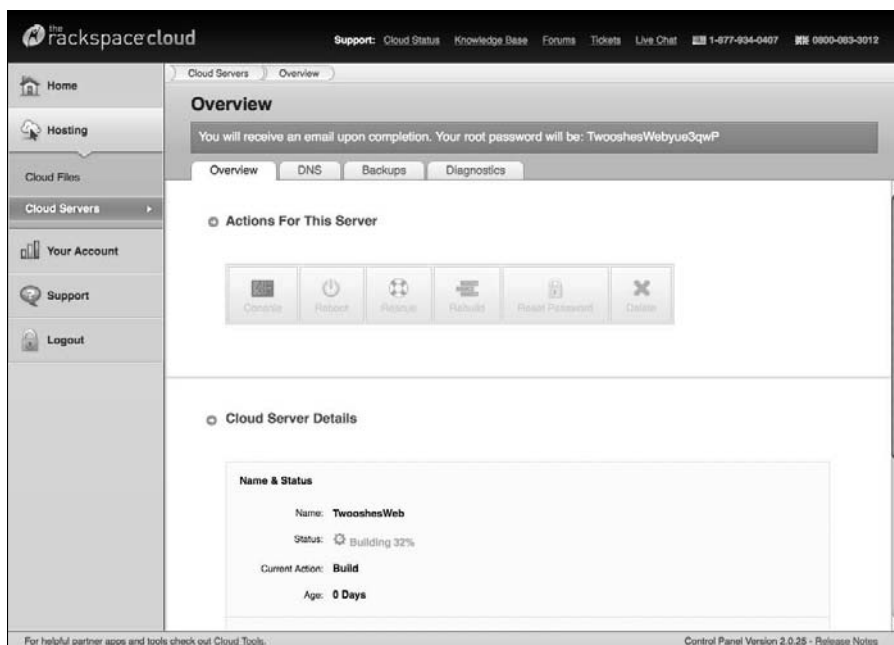 the rackspacecloud
Support: Cloud Status Knowledge Base Forums Tickets Live Chat 1-877-934-0407 0800-083-3012
Home
Hosting
Cloud Files
Cloud Servers
Your Account
Support
Logout
Cloud Servers Overview
Overview
You will receive an email upon completion. Your root password will be: TwooshesWebyue3qwP
Overview DNS Backups Diagnostics
Actions For This Server
Console Reboot Rescue Rebuild Reset Password Delete
Cloud Server Details
Name & Status
Name: TwooshesWeb
Status: Building 32%
Current Action: Build
Age: 0 Days
For helpful partner apps and tools check out Cloud Tools. Control Panel Version 2.0.25 - Release Notes